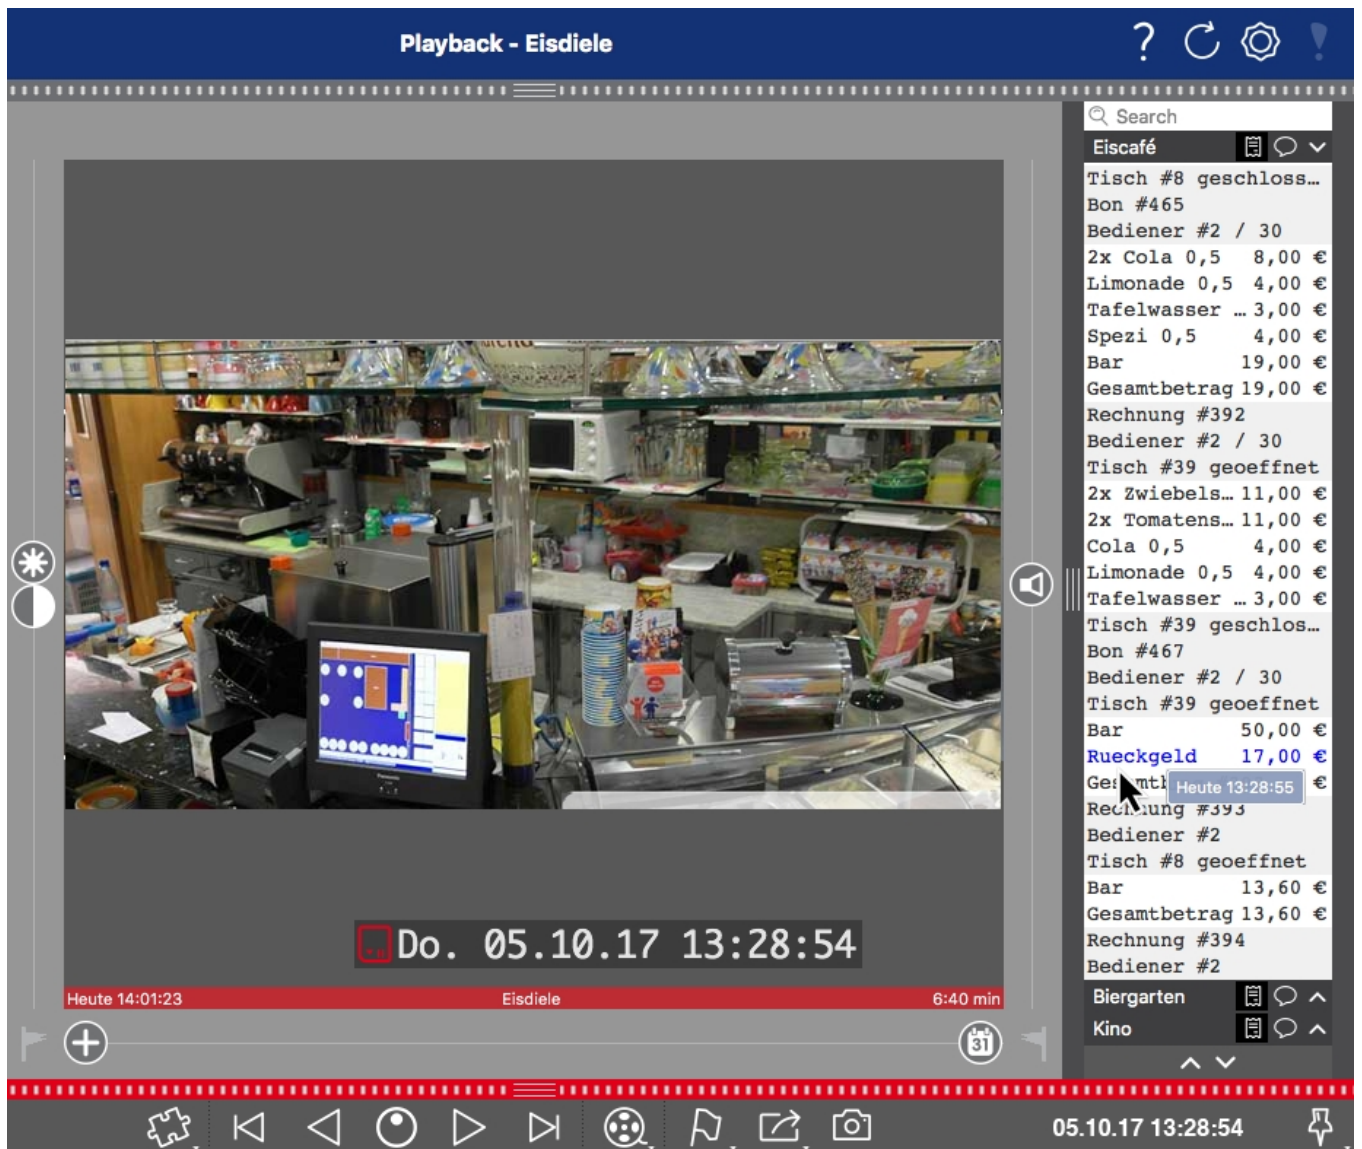 Playback - Eisdiele
Search
Eiscafé
Tisch #8 geschloss…
Bon #465
Bediener #2 / 30
2x Cola 0,5 8,00 €
Limonade 0,5 4,00 €
Tafelwasser … 3,00 €
Spezi 0,5 4,00 €
Bar 19,00 €
Gesamtbetrag 19,00 €
Rechnung #392
Bediener #2 / 30
Tisch #39 geoeffnet
2x Zwiebels… 11,00 €
2x Tomatens… 11,00 €
Cola 0,5 4,00 €
Limonade 0,5 4,00 €
Tafelwasser … 3,00 €
Tisch #39 geschlos…
Bon #467
Bediener #2 / 30
Tisch #39 geoeffnet
Bar 50,00 €
Rueckgeld 17,00 €
€
Heute 13:28:55
Rechnung #393
Bediener #2
Tisch #8 geoeffnet
Bar 13,60 €
Gesamtbetrag 13,60 €
Rechnung #394
Bediener #2
Biergarten
Kino
Do. 05.10.17 13:28:54
Heute 14:01:23 Eisdiele 6:40 min
31
05.10.17 13:28:54